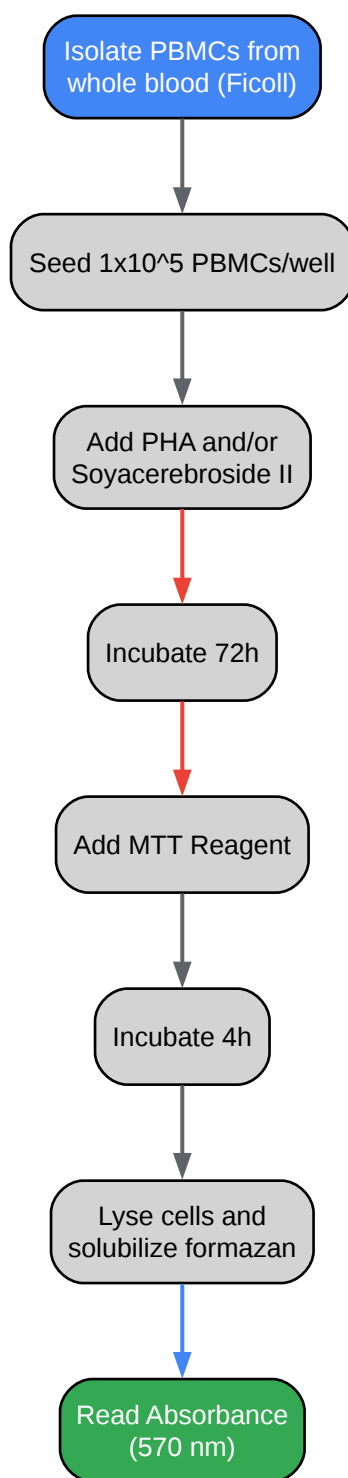 Isolate PBMCs from
whole blood (Ficoll)
Seed 1x10^5 PBMCs/well
Add PHA and/or
Soyacerebroside II
Incubate 72h
Add MTT Reagent
Incubate 4h
Lyse cells and
solubilize formazan
Read Absorbance
(570 nm)